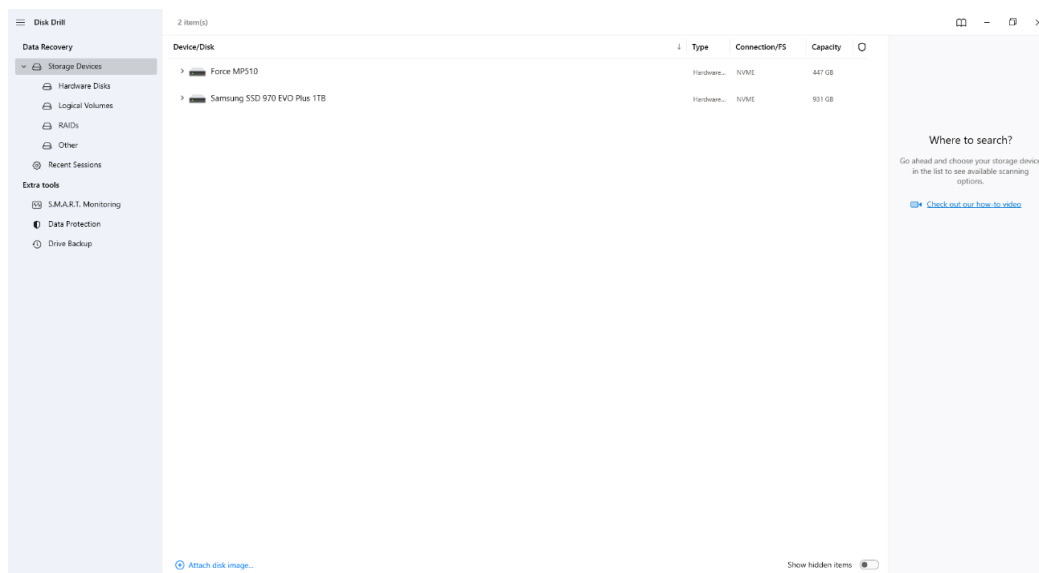 Disk Drill
2 item(s)
Data Recovery
Storage Devices
Hardware Disks
Logical Volumes
RAIDs
Other
Recent Sessions
Extra tools
S.M.A.R.T. Monitoring
Data Protection
Drive Backup
Device/Disk Type Connection/FS Capacity
Force MP510 Hardware... NVME 447 GB
Samsung SSD 970 EVO Plus 1TB Hardware... NVME 931 GB
Where to search?
Go ahead and choose your storage device
in the list to see available scanning
options.
Check out our how-to video
Attach disk image...
Show hidden items